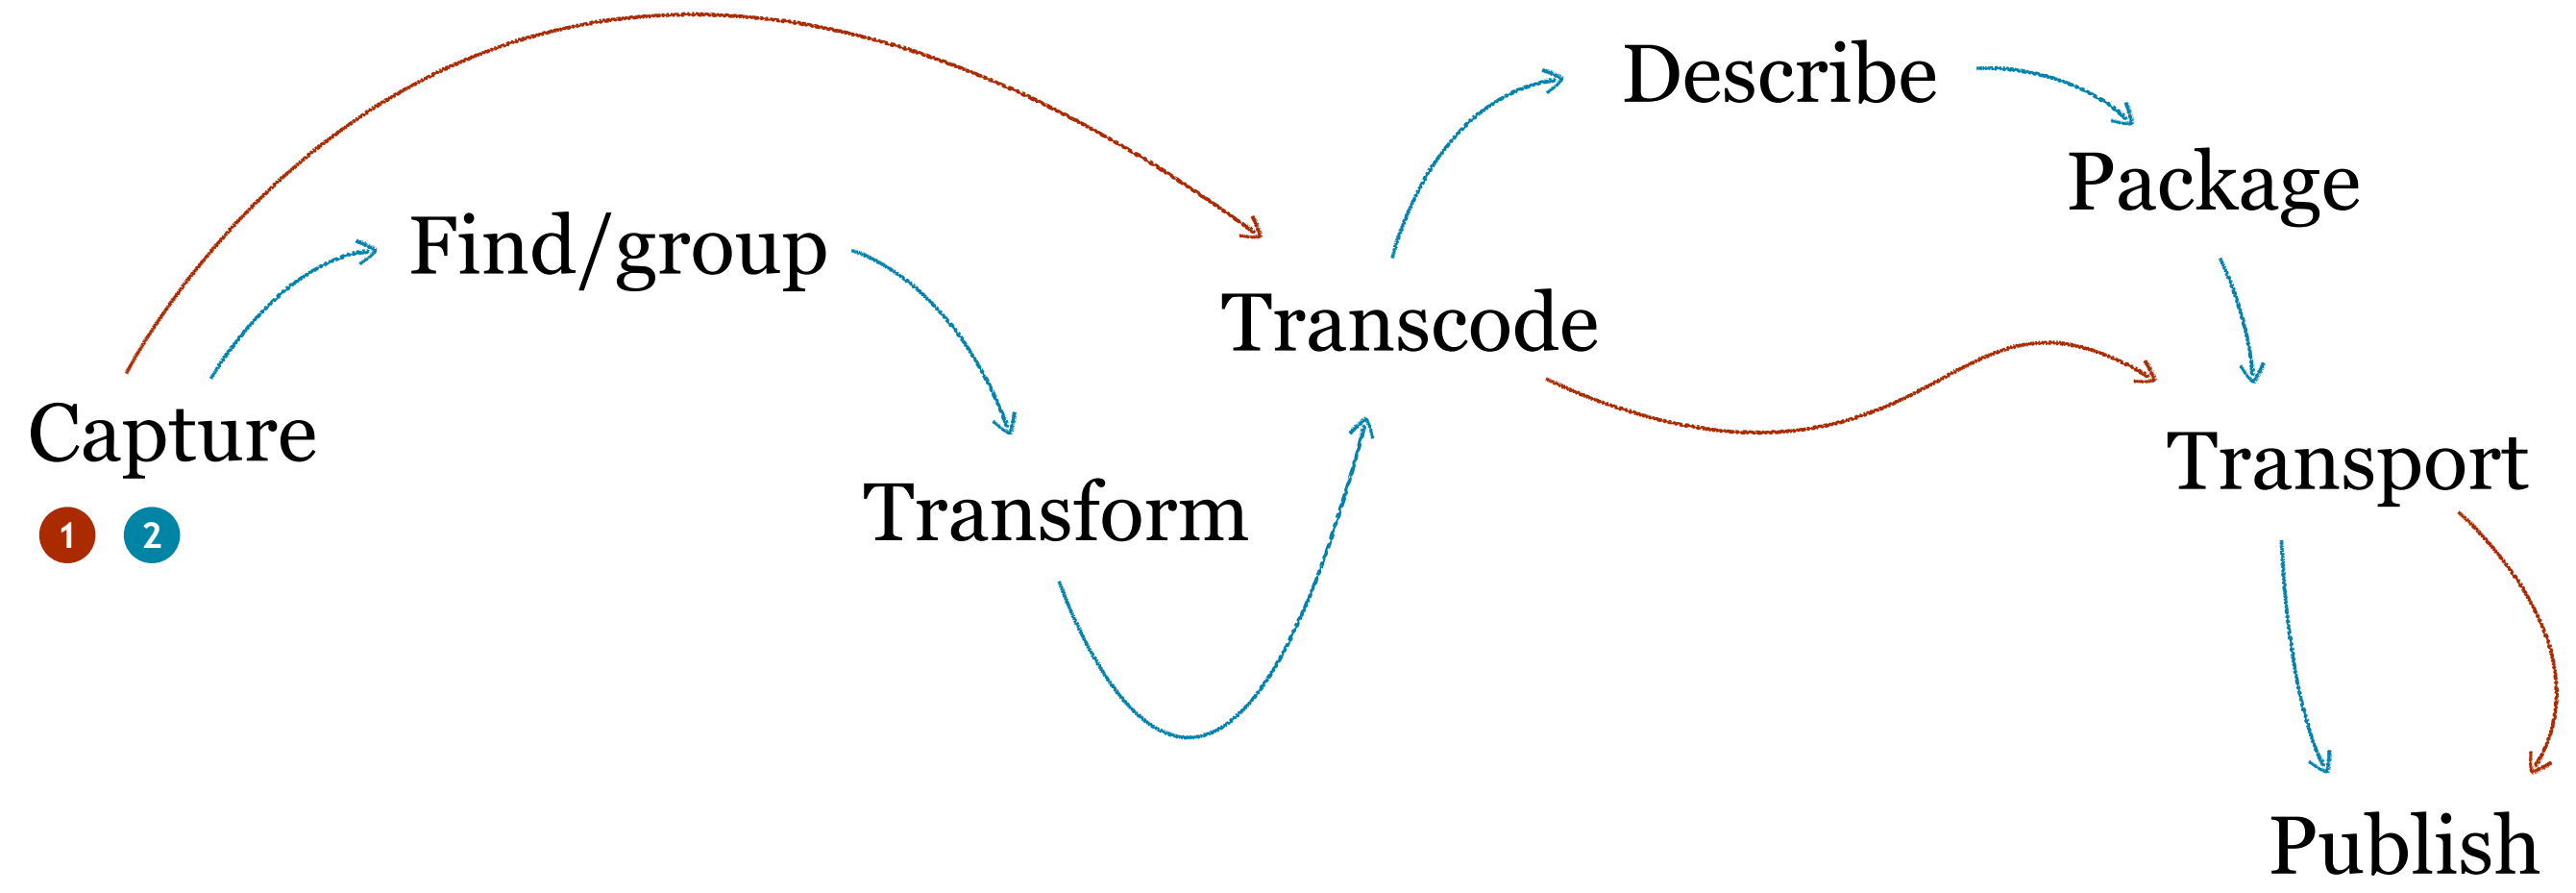 Capture
1 2
Find/group
Transform
Transcode
Describe
Package
Transport
Publish